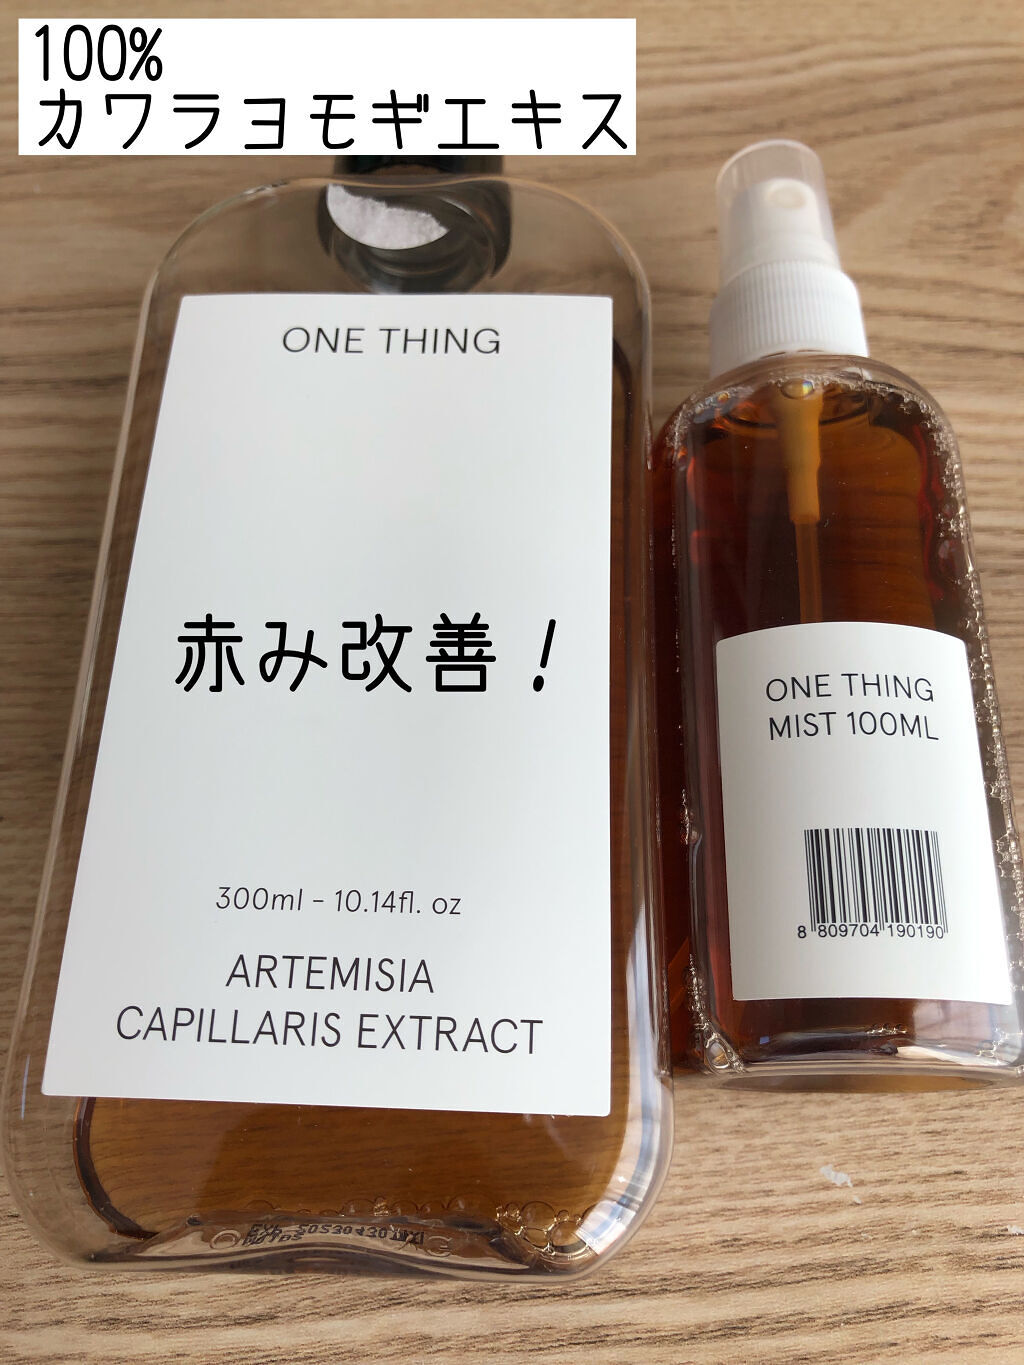 100%
カワラヨモギエキス
ONE THING
赤み改善！
300ml - 10.14fl. oz
ARTEMISIA
CAPILLARIS EXTRACT
ONE THING
MIST 100ML
8 809704 190190